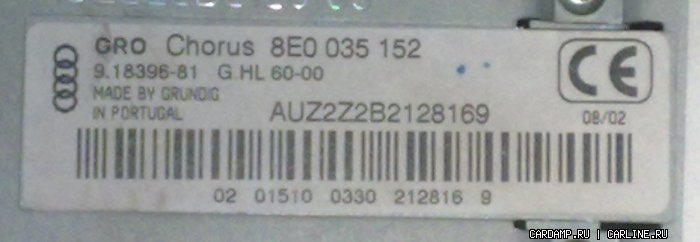 GRO Chorus 8E0 035 152
9.18396-81 G.HL 60-00
MADE BY GRUNDIG
IN PORTUGAL
AUZ2Z2B2128169
CE
08/02
02 01510 0330 212816 9
CARDAMP.RU | CARLINE.RU